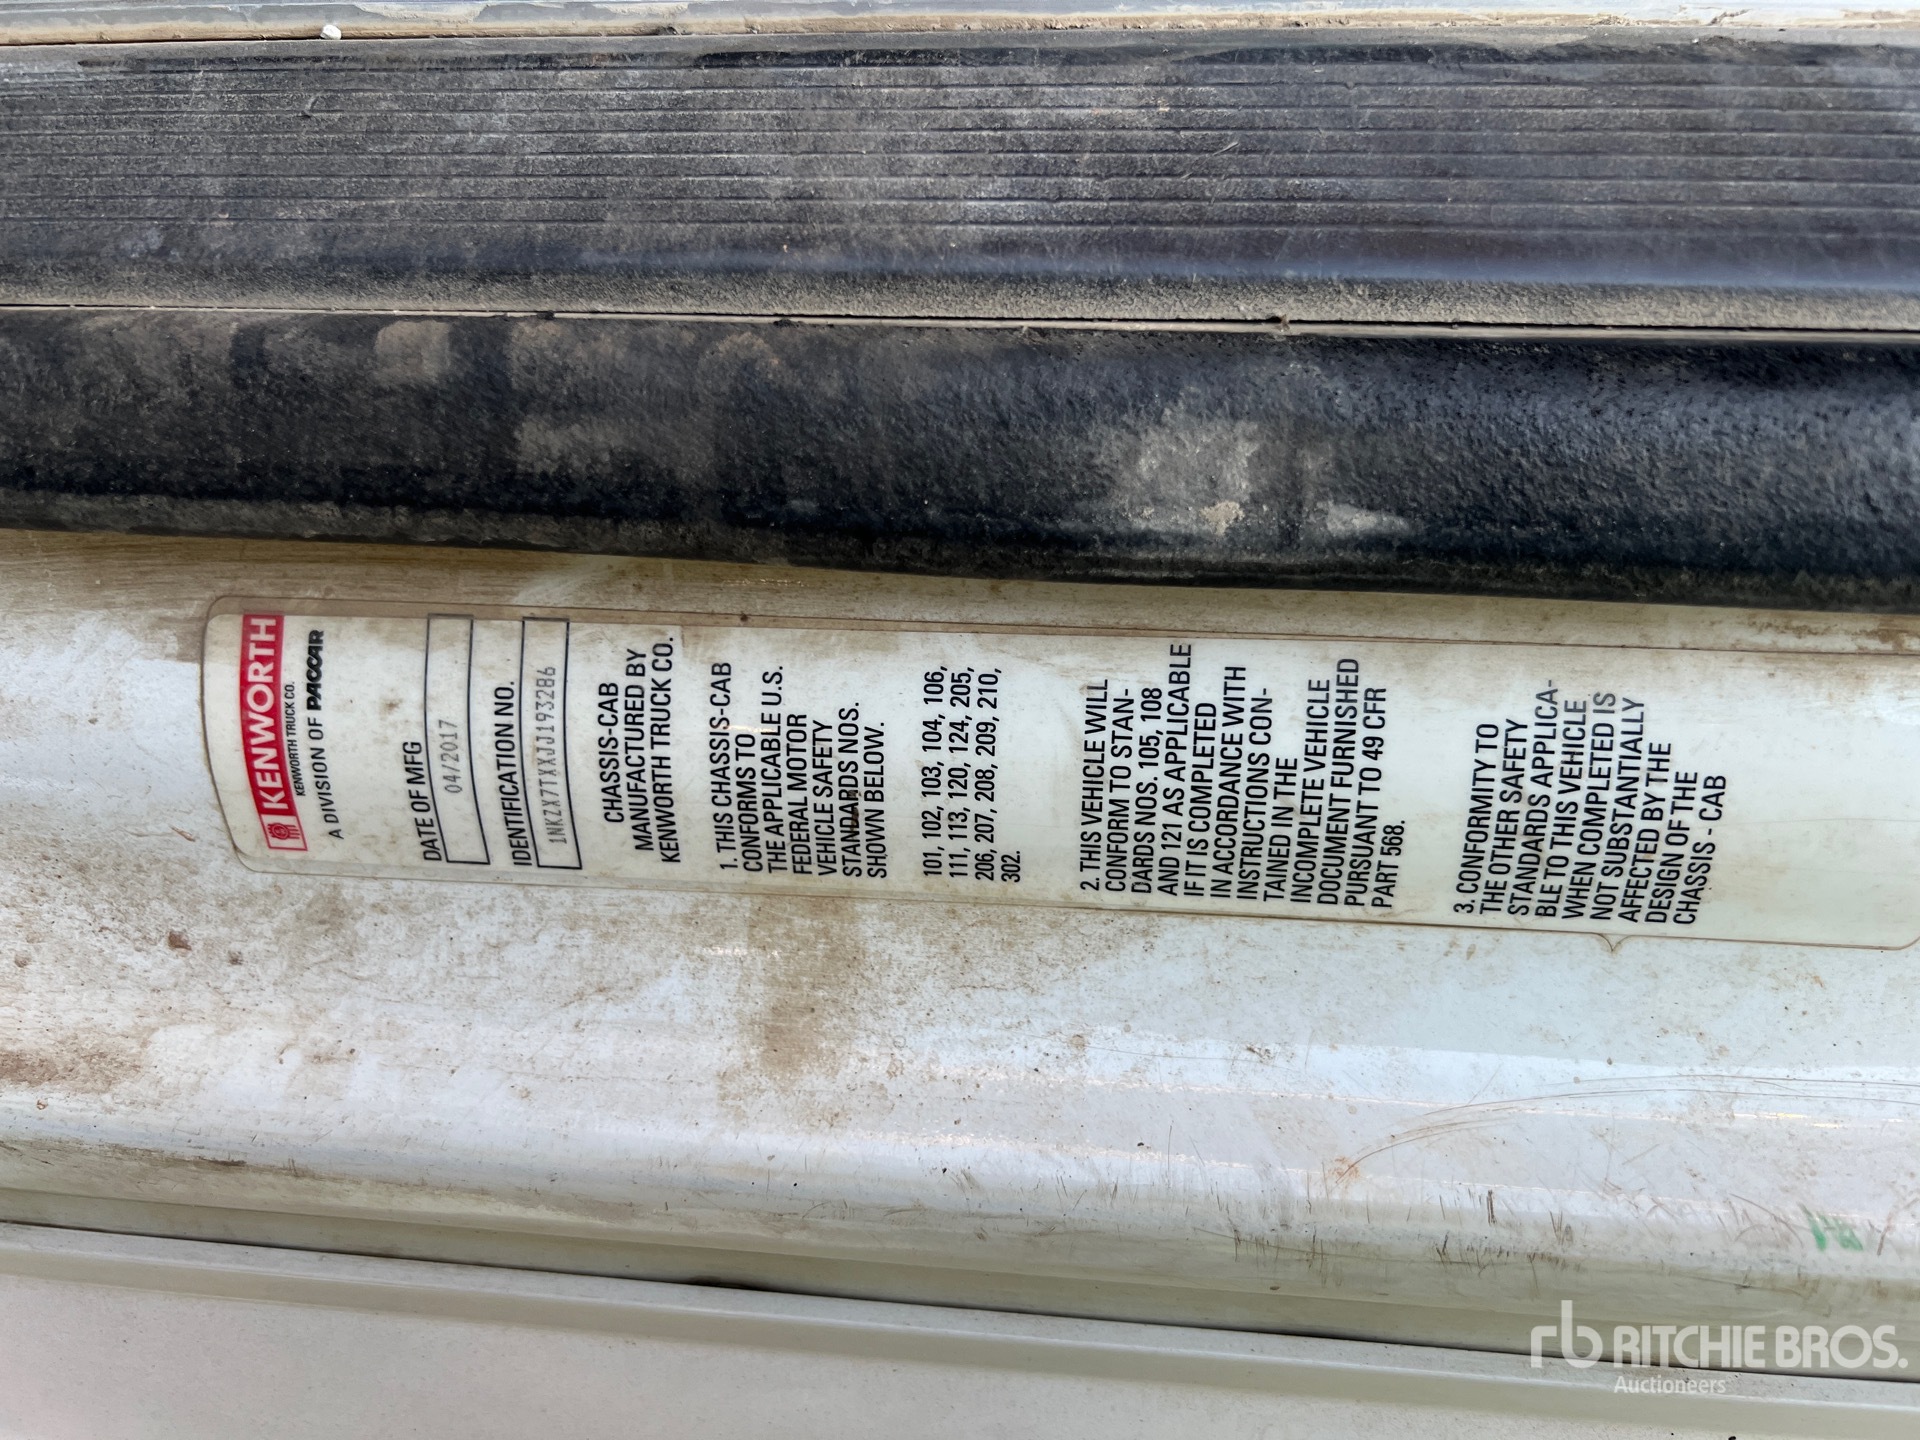 KENWORTH
KENWORTH TRUCK CO.
A DIVISION OF PACCAR
DATE OF MFG
04/2017
IDENTIFICATION NO.
1NKZX7TXXJJ193286
CHASSIS-CAB
MANUFACTURED BY
KENWORTH TRUCK CO.
1. THIS CHASSIS-CAB
CONFORMS TO
THE APPLICABLE U.S.
FEDERAL MOTOR
VEHICLE SAFETY
STANDARDS NOS.
SHOWN BELOW.
101, 102, 103, 104, 106,
111, 113, 120, 124, 205,
206, 207, 208, 209, 210,
302.
2. THIS VEHICLE WILL
CONFORM TO STAN-
DARDS NOS. 105, 108
AND 121 AS APPLICABLE
IF IT IS COMPLETED
IN ACCORDANCE WITH
INSTRUCTIONS CON-
TAINED IN THE
INCOMPLETE VEHICLE
DOCUMENT FURNISHED
PURSUANT TO 49 CFR
PART 568.
3. CONFORMITY TO
THE OTHER SAFETY
STANDARDS APPLICA-
BLE TO THIS VEHICLE
WHEN COMPLETED IS
NOT SUBSTANTIALLY
AFFECTED BY THE
DESIGN OF THE
CHASSIS - CAB
rb RITCHIE BROS.
Auctioneers